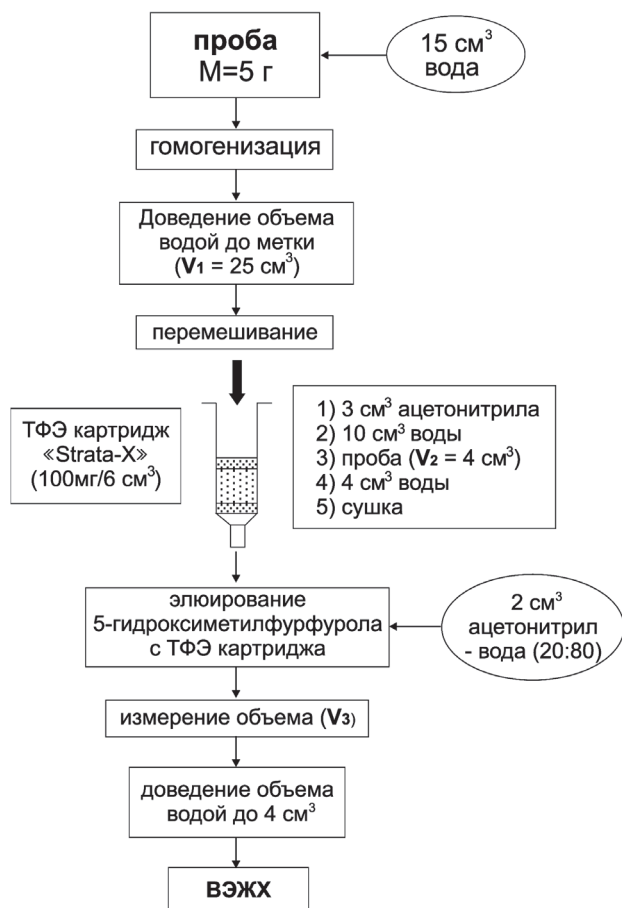 проба
М=5 г
15 см³
вода
гомогенизация
Доведение объема
водой до метки
(V₁ = 25 см³)
перемешивание
ТФЭ картридж
«Strata-X»
(100мг/6 см³)
1) 3 см³ ацетонитрила
2) 10 см³ воды
3) проба (V₂ = 4 см³)
4) 4 см³ воды
5) сушка
элюирование
5-гидроксиметилфурфурола
с ТФЭ картриджа
2 см³
ацетонитрил
- вода (20:80)
измерение объема (V₃)
доведение объема
водой до 4 см³
ВЭЖХ